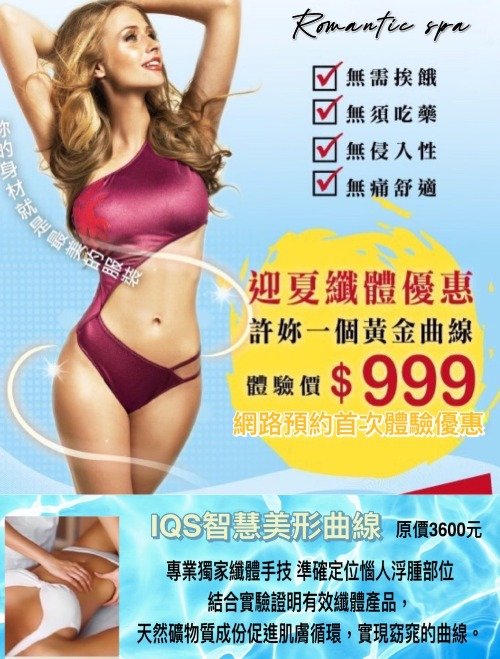 Romantic spa
無需挨餓
無須吃藥
無侵入性
無痛舒適
你的身材就是最美的服裝
迎夏纖體優惠
許妳一個黃金曲線
體驗價$999
網路預約首次體驗優惠
IQS智慧美形曲線 原價3600元
專業獨家纖體手技 準確定位惱人浮腫部位
結合實驗證明有效纖體產品，
天然礦物質成份促進肌膚循環，實現窈窕的曲線。